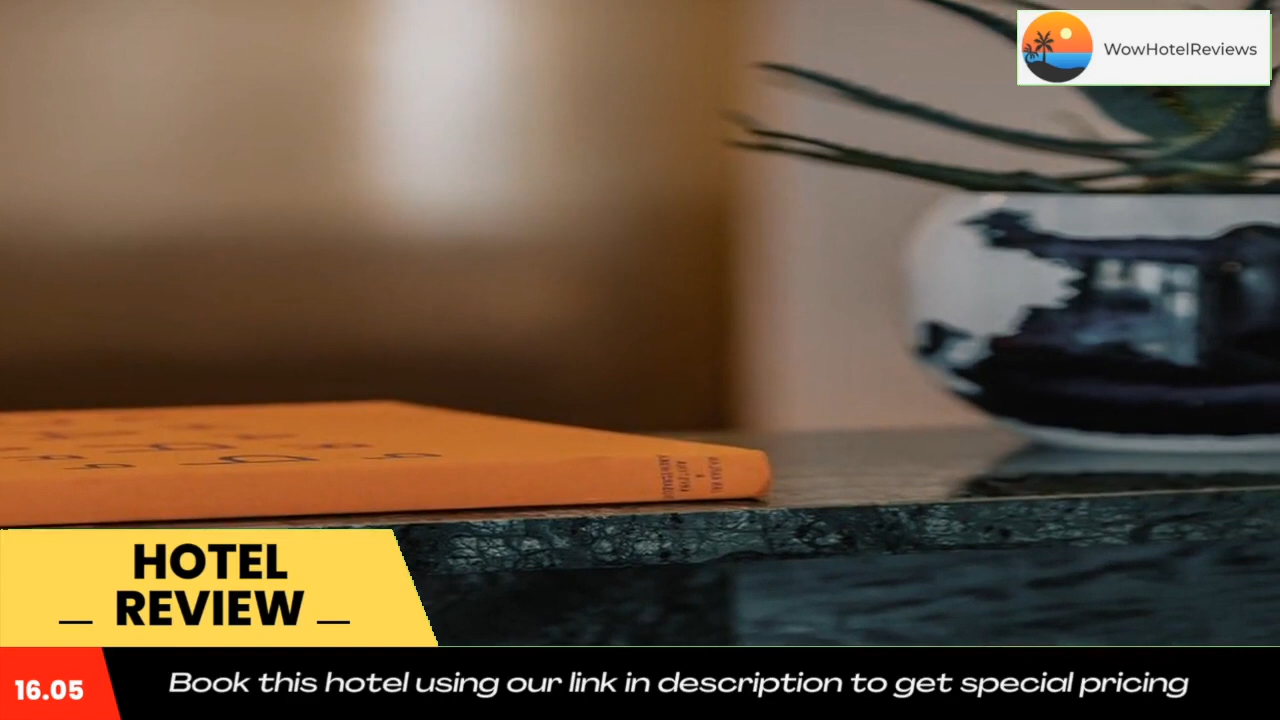 WowHotelReviews
HOTEL
REVIEW
16.05
Book this hotel using our link in description to get special pricing